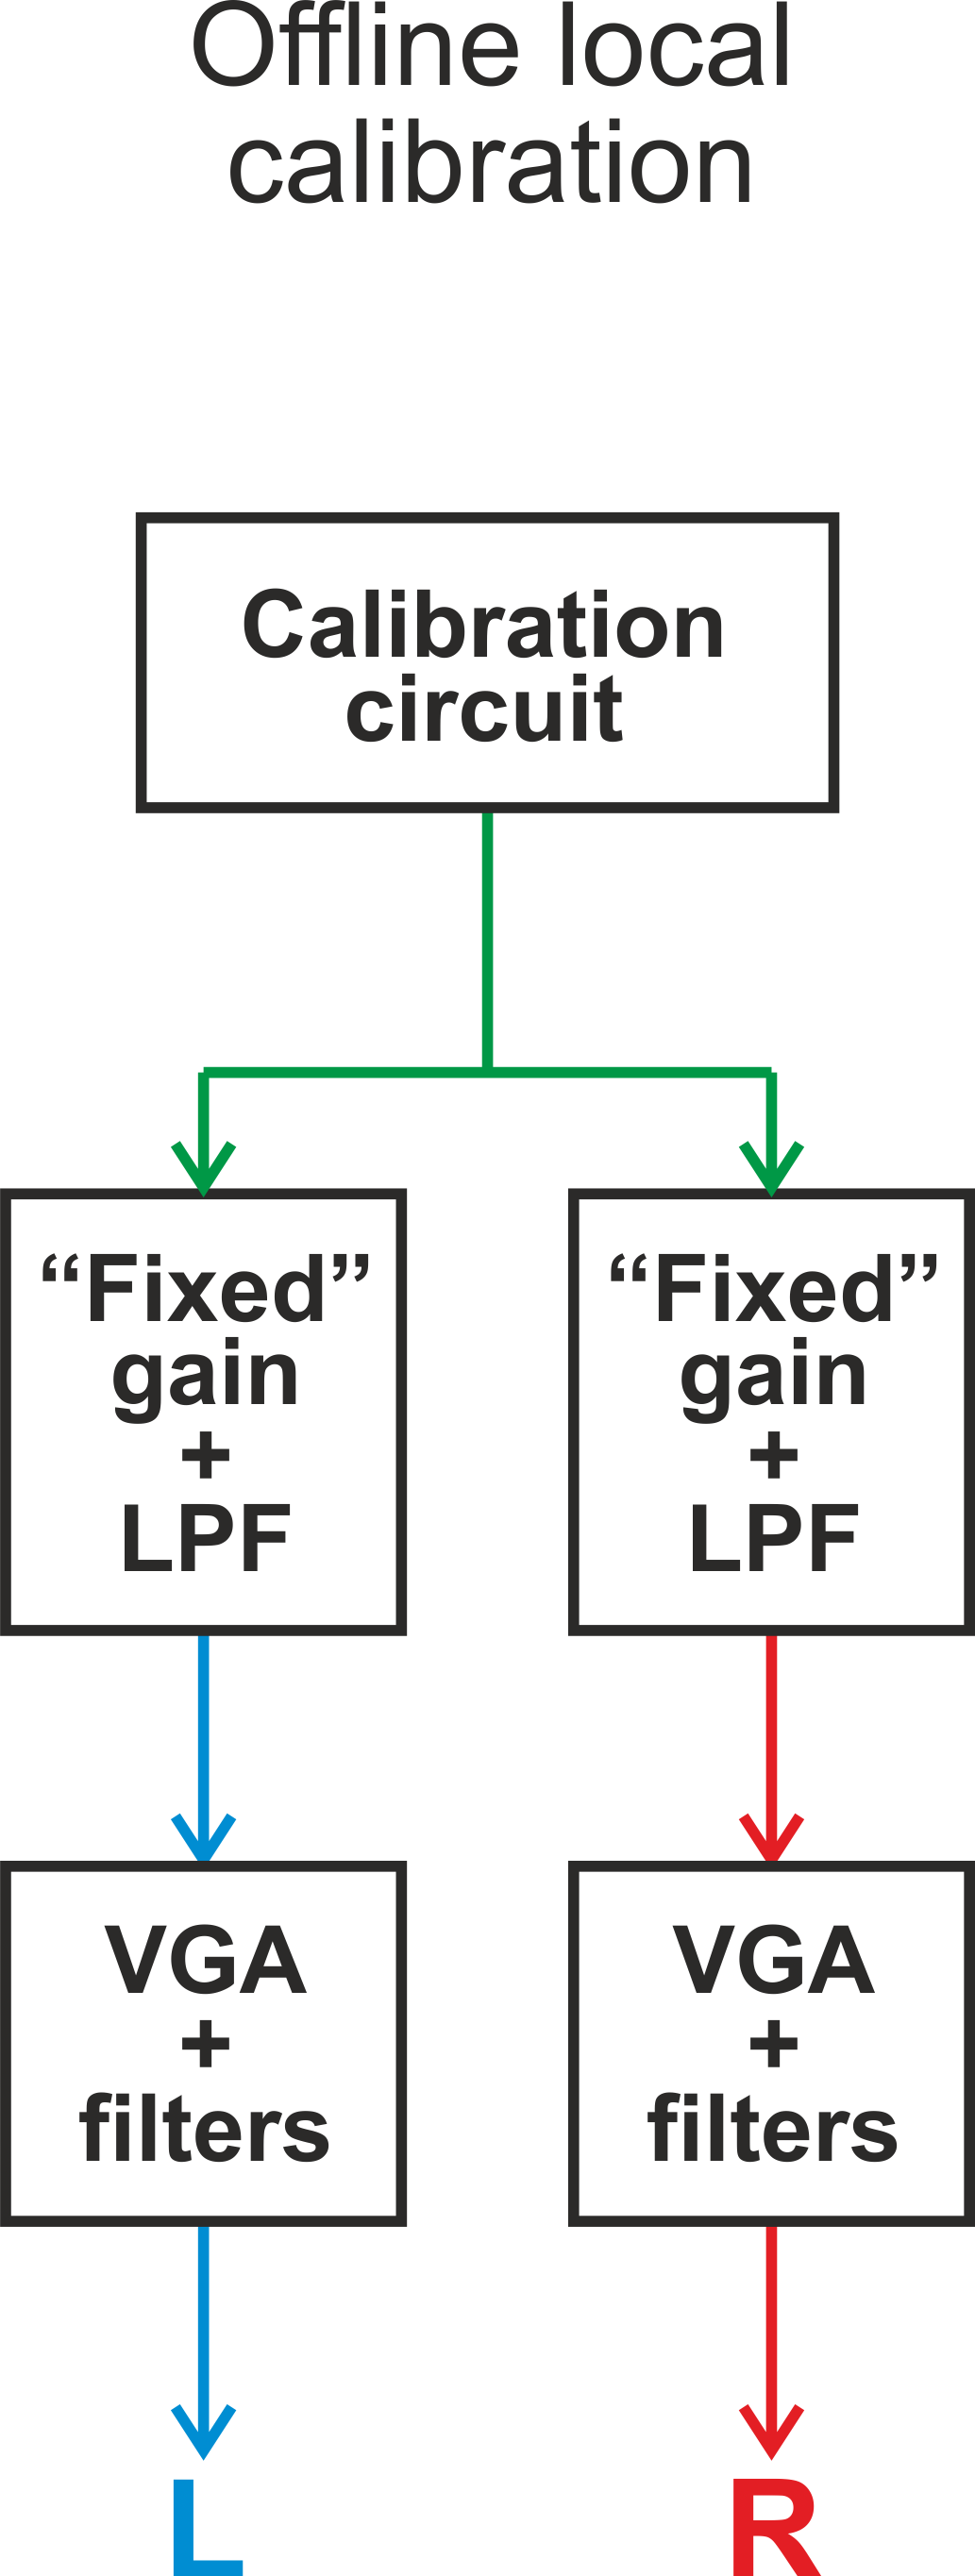 Offline local
calibration
Calibration
circuit
“Fixed”
gain
+
LPF
“Fixed”
gain
+
LPF
VGA
+
filters
VGA
+
filters
L
R